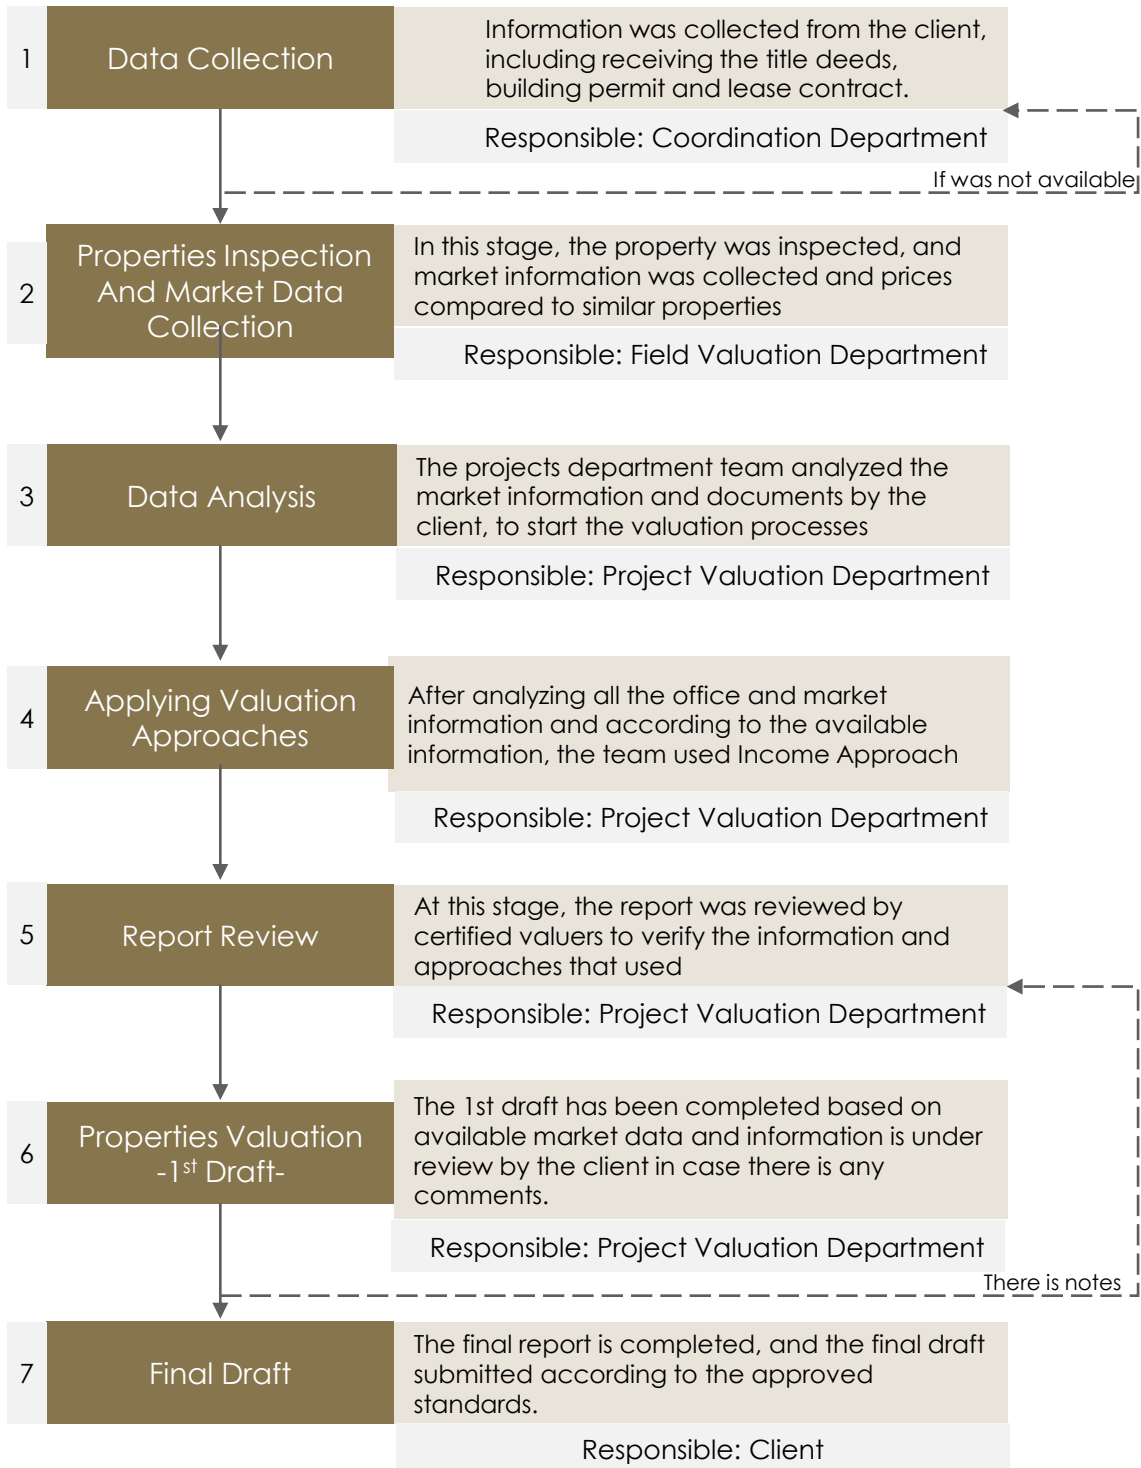 1
Data Collection
Information was collected from the client,
including receiving the title deeds,
building permit and lease contract.
Responsible: Coordination Department
If was not available
2
Properties Inspection
And Market Data
Collection
In this stage, the property was inspected, and
market information was collected and prices
compared to similar properties
Responsible: Field Valuation Department
3
Data Analysis
The projects department team analyzed the
market information and documents by the
client, to start the valuation processes
Responsible: Project Valuation Department
4
Applying Valuation
Approaches
After analyzing all the office and market
information and according to the available
information, the team used Income Approach
Responsible: Project Valuation Department
5
Report Review
At this stage, the report was reviewed by
certified valuers to verify the information and
approaches that used
Responsible: Project Valuation Department
6
Properties Valuation
-1st Draft-
The 1st draft has been completed based on
available market data and information is under
review by the client in case there is any
comments.
Responsible: Project Valuation Department
There is notes
7
Final Draft
The final report is completed, and the final draft
submitted according to the approved
standards.
Responsible: Client